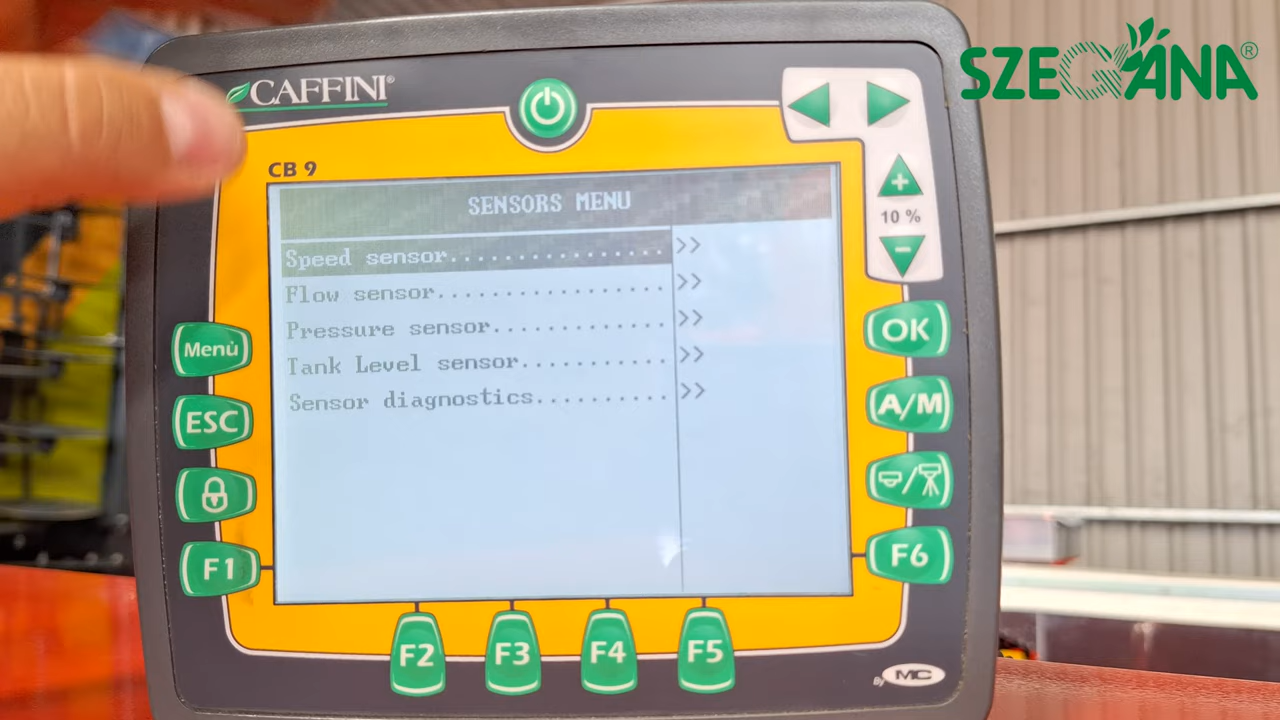 SZEGÁNA®
CAFFINI®
CB 9
SENSORS MENU
Speed sensor................ >>
Flow sensor................. >>
Pressure sensor............. >>
Tank Level sensor........... >>
Sensor diagnostics.......... >>
+
10 %
-
Menù
ESC
F1
OK
A/M
/
F6
F2
F3
F4
F5
By MC